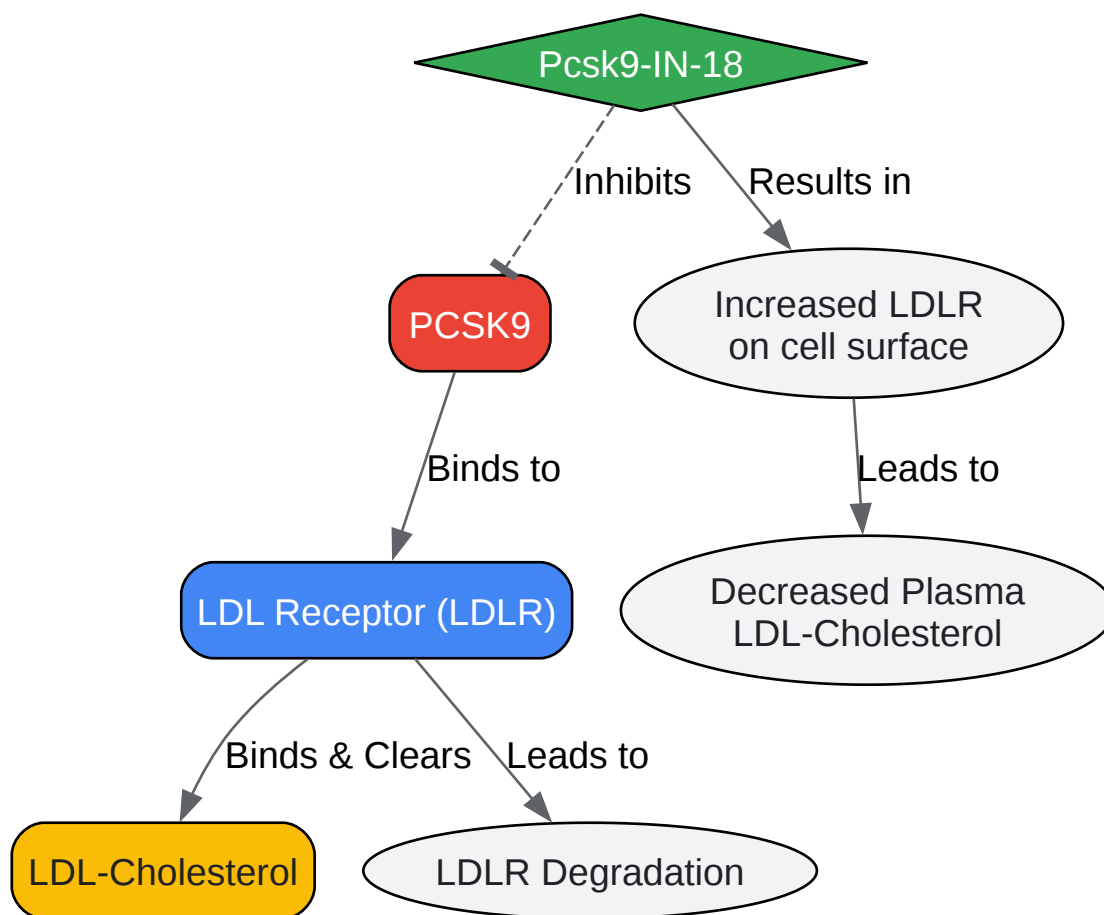 Pcsk9-IN-18
Inhibits
Results in
PCSK9
Increased LDLR
on cell surface
Binds to
Leads to
LDL Receptor (LDLR)
Decreased Plasma
LDL-Cholesterol
Binds & Clears
Leads to
LDL-Cholesterol
LDLR Degradation